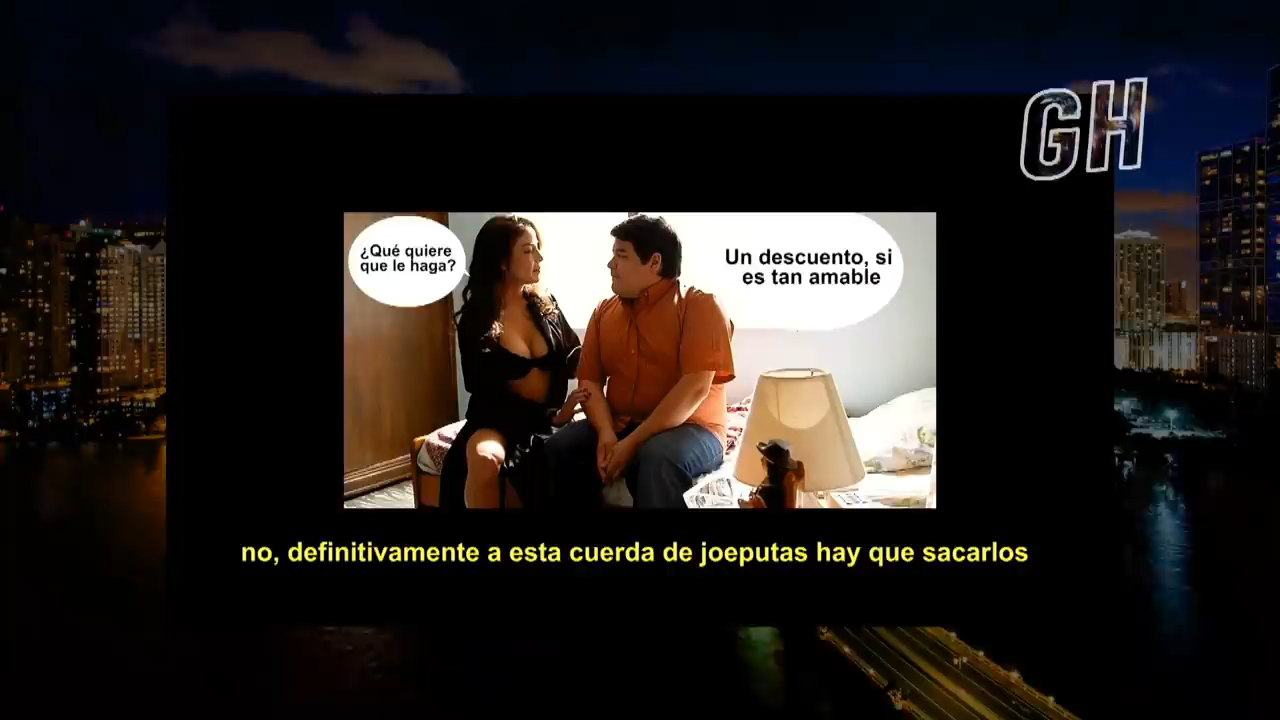 GH
¿Qué quiere
que le haga?
Un descuento, si
es tan amable
no, definitivamente a esta cuerda de joeputas hay que sacarlos